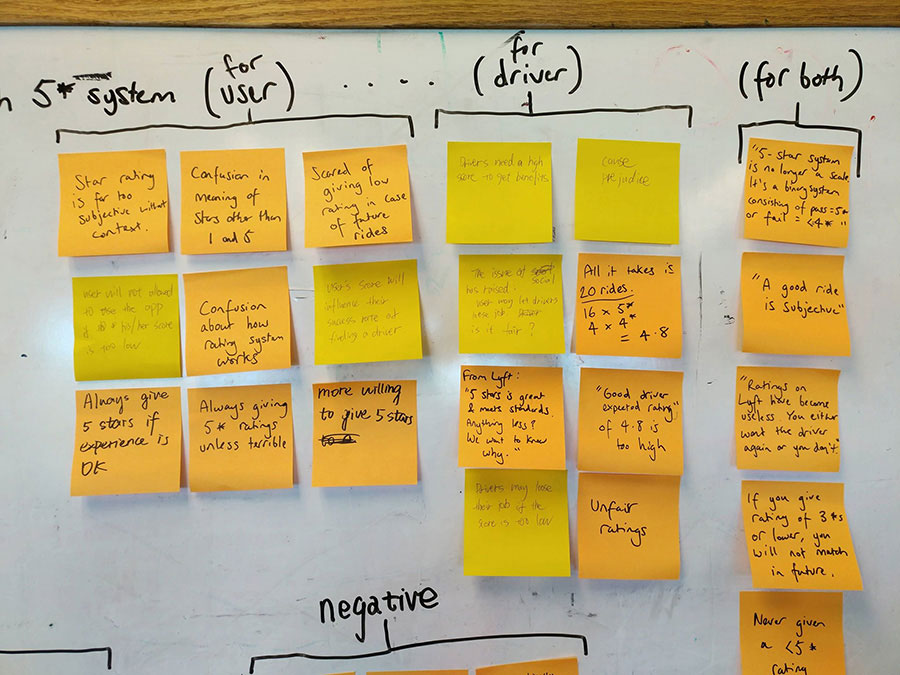 5* system
(for user)
. . . .
for (driver)
(for both)
Star rating
is far too
subjective without
context.
Confusion in
meaning of
stars other than
1 and 5
Scared of
giving low
rating in case
of future
rides
User will not allowed
to use the app
if his/her score
is too low
Confusion
about how
rating system
works
User's score will
influence their
success rate of
finding a driver
Always give
5 stars if
experience is
OK
Always giving
5* ratings
unless terrible
more willing
to give 5 stars
Drivers need a high
score to get benefits
cause
prejudice
The issue of social
has raised.
User may let drivers
lose job
is it fair?
All it takes is
20 rides.
16 x 5*
4 x 4*
= 4.8
From Lyft:
"5 stars is great
& meets standards.
Anything less?
We want to know
why."
"Good
driver
expected rating"
of 4.8 is
too high
Drivers may loose
their job if the
score is too low
Unfair
ratings
"5-star system
is no longer a scale.
It's a binary system
consisting of pass = 5*
or fail = <4*"
"A good ride
is subjective"
"Ratings on
Lyft have become
useless. You either
want the driver
again or you don't"
If you give
rating of 3*s
or lower, you
will not match
in future.
Never given
a <5*
rating
negative